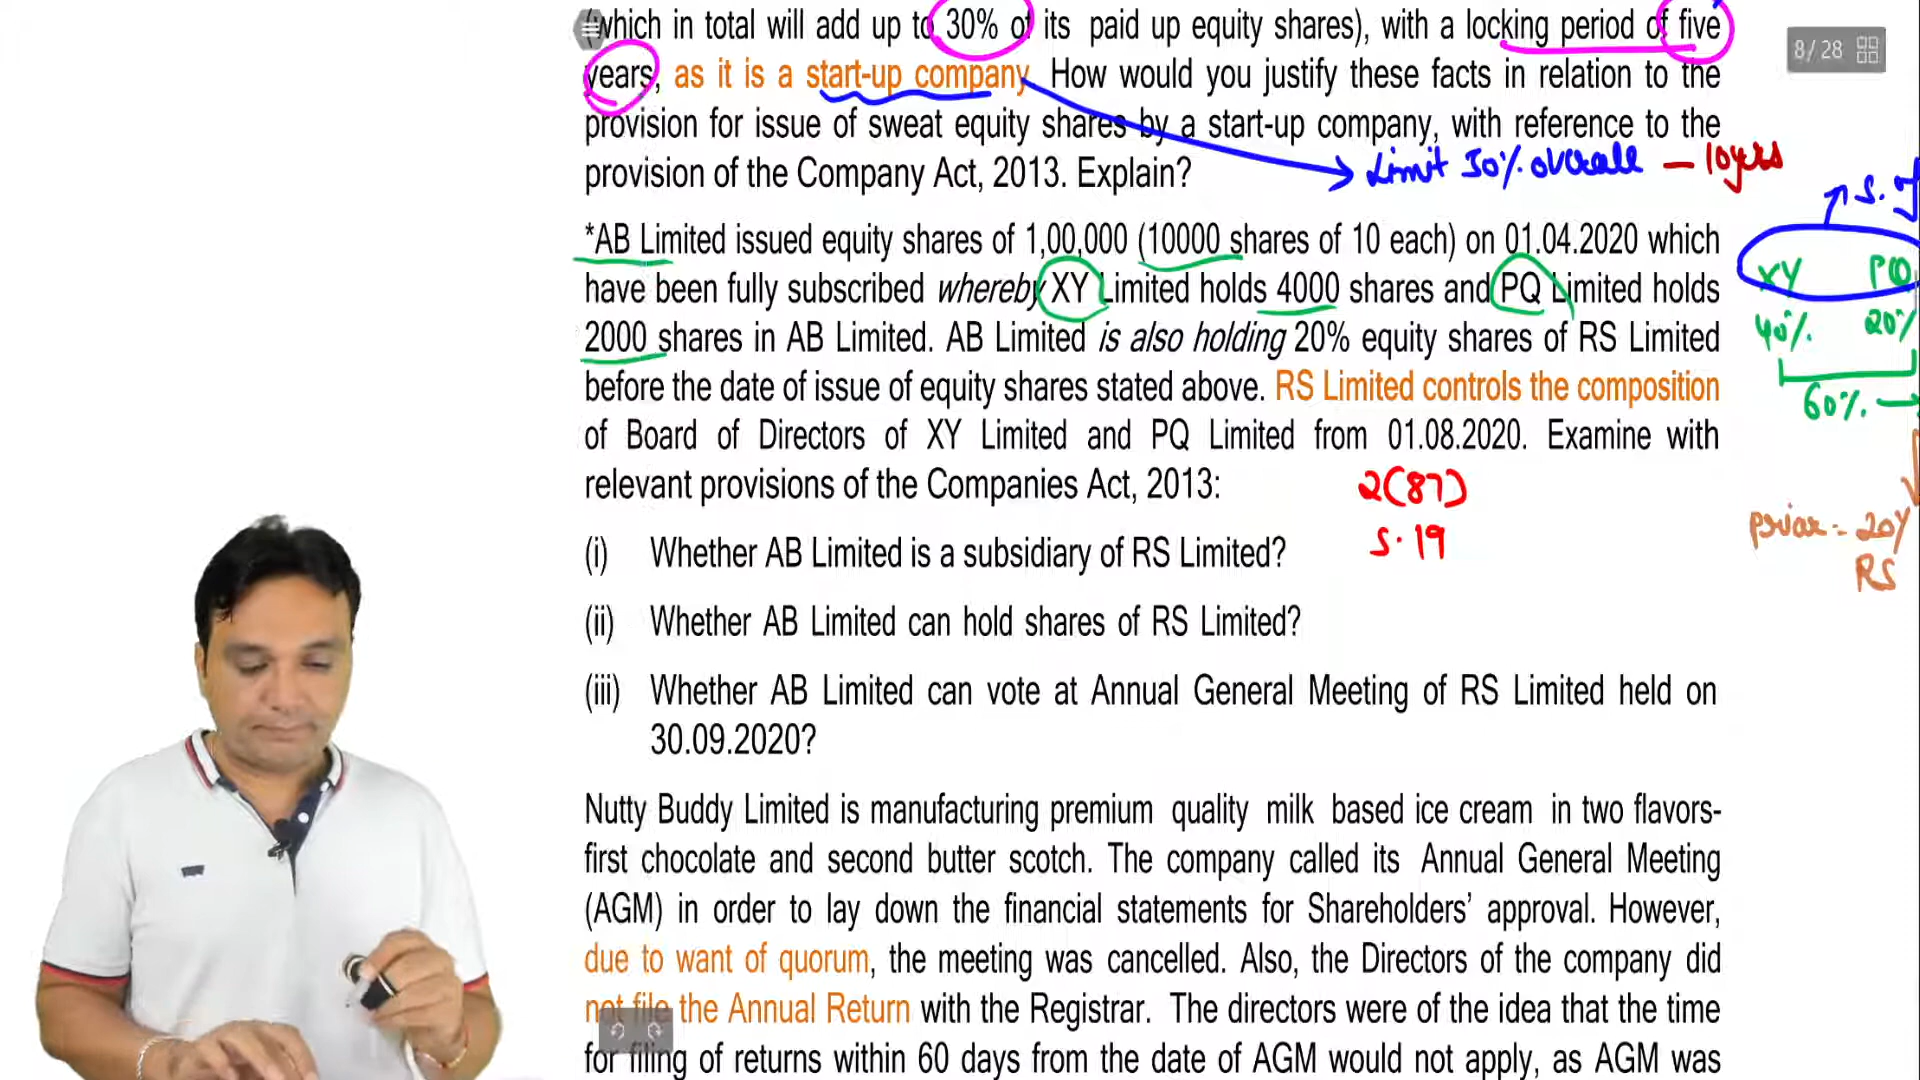 (which in total will add up to 30% of its paid up equity shares), with a locking period of five
years, as it is a start-up company. How would you justify these facts in relation to the
provision for issue of sweat equity shares by a start-up company, with reference to the
provision of the Company Act, 2013. Explain?
Limit 50% overall — 10yrs
*AB Limited issued equity shares of 1,00,000 (10000 shares of 10 each) on 01.04.2020 which
have been fully subscribed whereby XY Limited holds 4000 shares and PQ Limited holds
2000 shares in AB Limited. AB Limited is also holding 20% equity shares of RS Limited
before the date of issue of equity shares stated above. RS Limited controls the composition
of Board of Directors of XY Limited and PQ Limited from 01.08.2020. Examine with
relevant provisions of the Companies Act, 2013:
2(87)
S.19
(i) Whether AB Limited is a subsidiary of RS Limited?
(ii) Whether AB Limited can hold shares of RS Limited?
(iii) Whether AB Limited can vote at Annual General Meeting of RS Limited held on
30.09.2020?
Nutty Buddy Limited is manufacturing premium quality milk based ice cream in two flavors-
first chocolate and second butter scotch. The company called its Annual General Meeting
(AGM) in order to lay down the financial statements for Shareholders' approval. However,
due to want of quorum, the meeting was cancelled. Also, the Directors of the company did
not file the Annual Return with the Registrar. The directors were of the idea that the time
for filing of returns within 60 days from the date of AGM would not apply, as AGM was
8/28
XY PQ
40% 20%
60%
RS